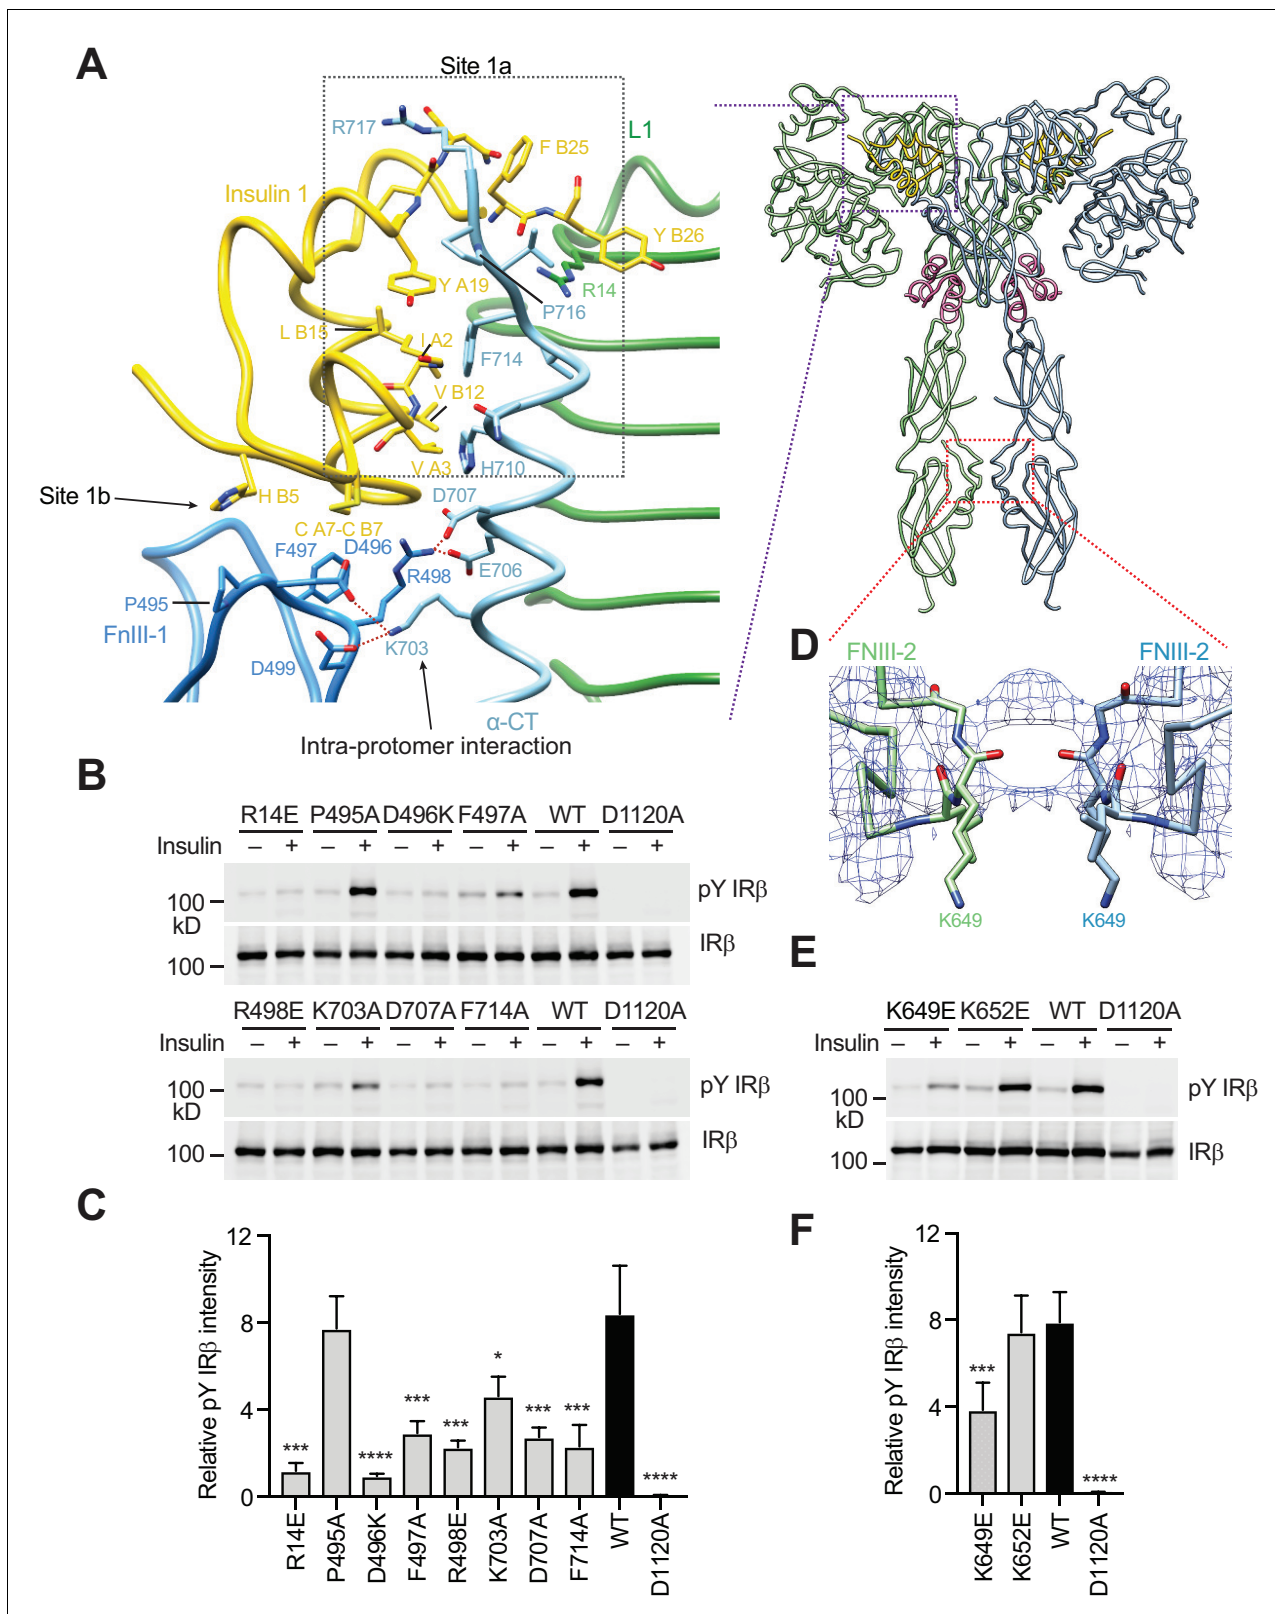 A
Site 1a
R717
F B25
L1
Insulin 1
Y B26
Y A19
R14
P716
L B15
I A2
F714
V B12
V A3
H710
Site 1b
H B5
D707
C A7-C B7
F497
D496
R498
E706
P495
FnIII-1
D499
K703
α-CT
Intra-protomer interaction
D
FNIII-2
FNIII-2
K649
K649
B
R14E P495A D496K F497A WT D1120A
Insulin – + – + – + – + – + – +
pY IRβ
100
kD
IRβ
100
R498E K703A D707A F714A WT D1120A
Insulin – + – + – + – + – + – +
pY IRβ
100
kD
IRβ
100
E
K649E K652E WT D1120A
Insulin – + – + – + – +
pY IRβ
100
kD
IRβ
100
C
Relative pY IRβ intensity
12
8
4
0
***
****
***
***
*
***
***
****
R14E
P495A
D496K
F497A
R498E
K703A
D707A
F714A
WT
D1120A
F
Relative pY IRβ intensity
12
8
4
0
***
****
K649E
K652E
WT
D1120A